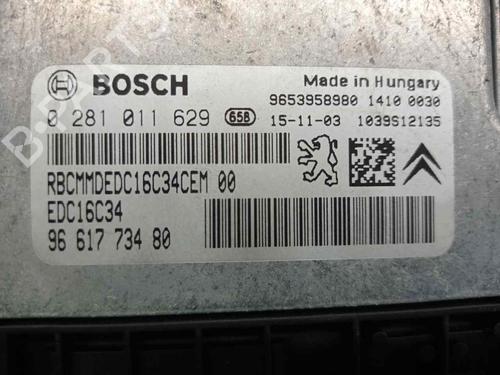 BOSCH
Made in Hungary
9653958980 1410 0030
0 281 011 629 65B 15-11-03 1039S12135
RBCMMDEDC16C34CEM 00
EDC16C34
96 617 734 80